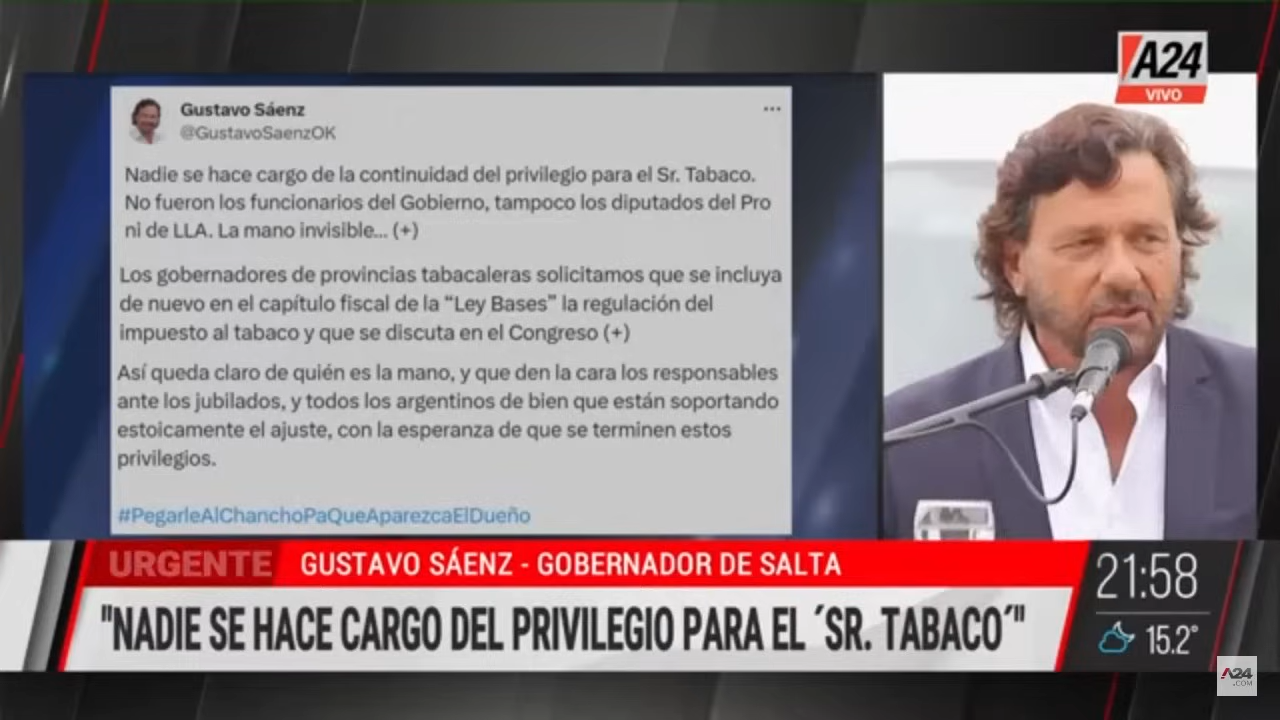 A24
VIVO
Gustavo Sáenz
@GustavoSaenzOK
Nadie se hace cargo de la continuidad del privilegio para el Sr. Tabaco.
No fueron los funcionarios del Gobierno, tampoco los diputados del Pro
ni de LLA. La mano invisible... (+)
Los gobernadores de provincias tabacaleras solicitamos que se incluya
de nuevo en el capítulo fiscal de la “Ley Bases” la regulación del
impuesto al tabaco y que se discuta en el Congreso (+)
Así queda claro de quién es la mano, y que den la cara los responsables
ante los jubilados, y todos los argentinos de bien que están soportando
estoicamente el ajuste, con la esperanza de que se terminen estos
privilegios.
#PegarleAlChanchoPaQueAparezcaElDueño
URGENTE
GUSTAVO SÁENZ - GOBERNADOR DE SALTA
"NADIE SE HACE CARGO DEL PRIVILEGIO PARA EL ´SR. TABACO´"
21:58
15.2°
A24
.COM